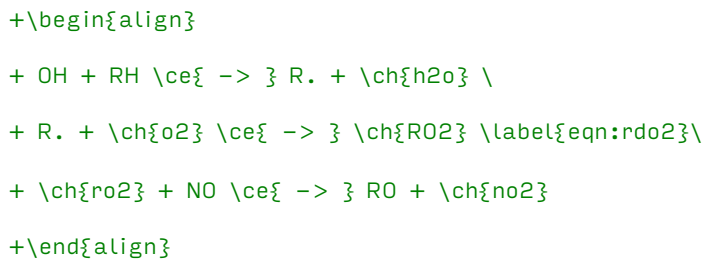 +\begin{align}
+ OH + RH \ce{ -> } R. + \ch{h2o} \
+ R. + \ch{o2} \ce{ -> } \ch{RO2} \label{eqn:rdo2}\
+ \ch{ro2} + NO \ce{ -> } RO + \ch{no2}
+\end{align}